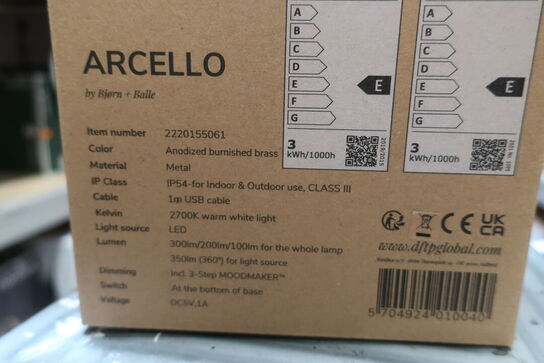 ARCELLO
by Bjørn + Balle
Item number 2220155061
Color Anodized burnished brass
Material Metal
IP Class IP54-for Indoor & Outdoor use, CLASS III
Cable 1m USB cable
Kelvin 2700K warm white light
Light source LED
Lumen 300lm/200lm/100lm for the whole lamp
350lm (360°) for light source
Dimming Incl. 3-Step MOODMAKER™
Switch At the bottom of base
Voltage DC5V,1A
A
B
C
D
E
F
G
E
3
kWh/1000h
2019/2015
A
B
C
D
E
F
G
E
3
kWh/1000h
CE
UK
CA
www.dftpglobal.com
5 704924 010040